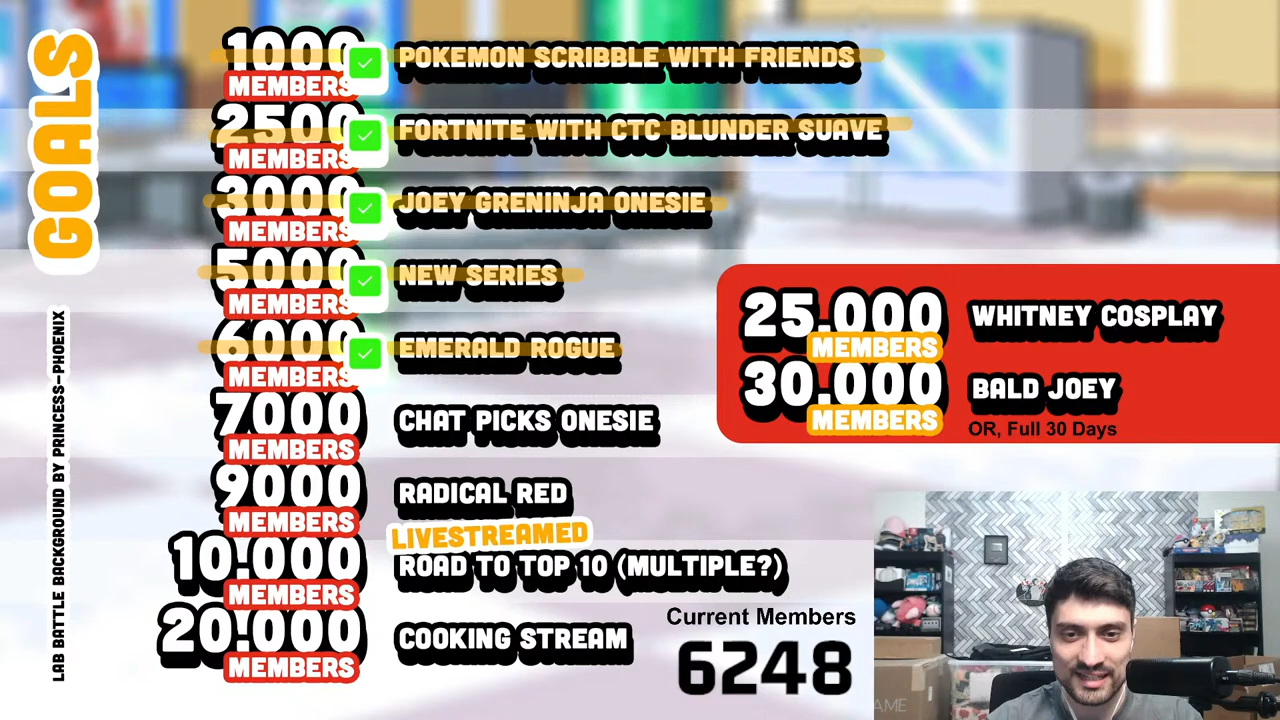 GOALS
LAB BATTLE BACKGROUND BY PRINCESS-PHOENIX
1000 POKEMON SCRIBBLE WITH FRIENDS
MEMBERS
2500 FORTNITE WITH CTC BLUNDER SUAVE
MEMBERS
3000 JOEY GRENINJA ONESIE
MEMBERS
5000 NEW SERIES
MEMBERS
6000 EMERALD ROGUE
MEMBERS
7000 CHAT PICKS ONESIE
MEMBERS
9000 RADICAL RED
MEMBERS
LIVESTREAMED
10.000 ROAD TO TOP 10 (MULTIPLE?)
MEMBERS
20.000 COOKING STREAM
MEMBERS
25.000 WHITNEY COSPLAY
MEMBERS
30.000 BALD JOEY
MEMBERS
OR, Full 30 Days
Current Members
6248
AME